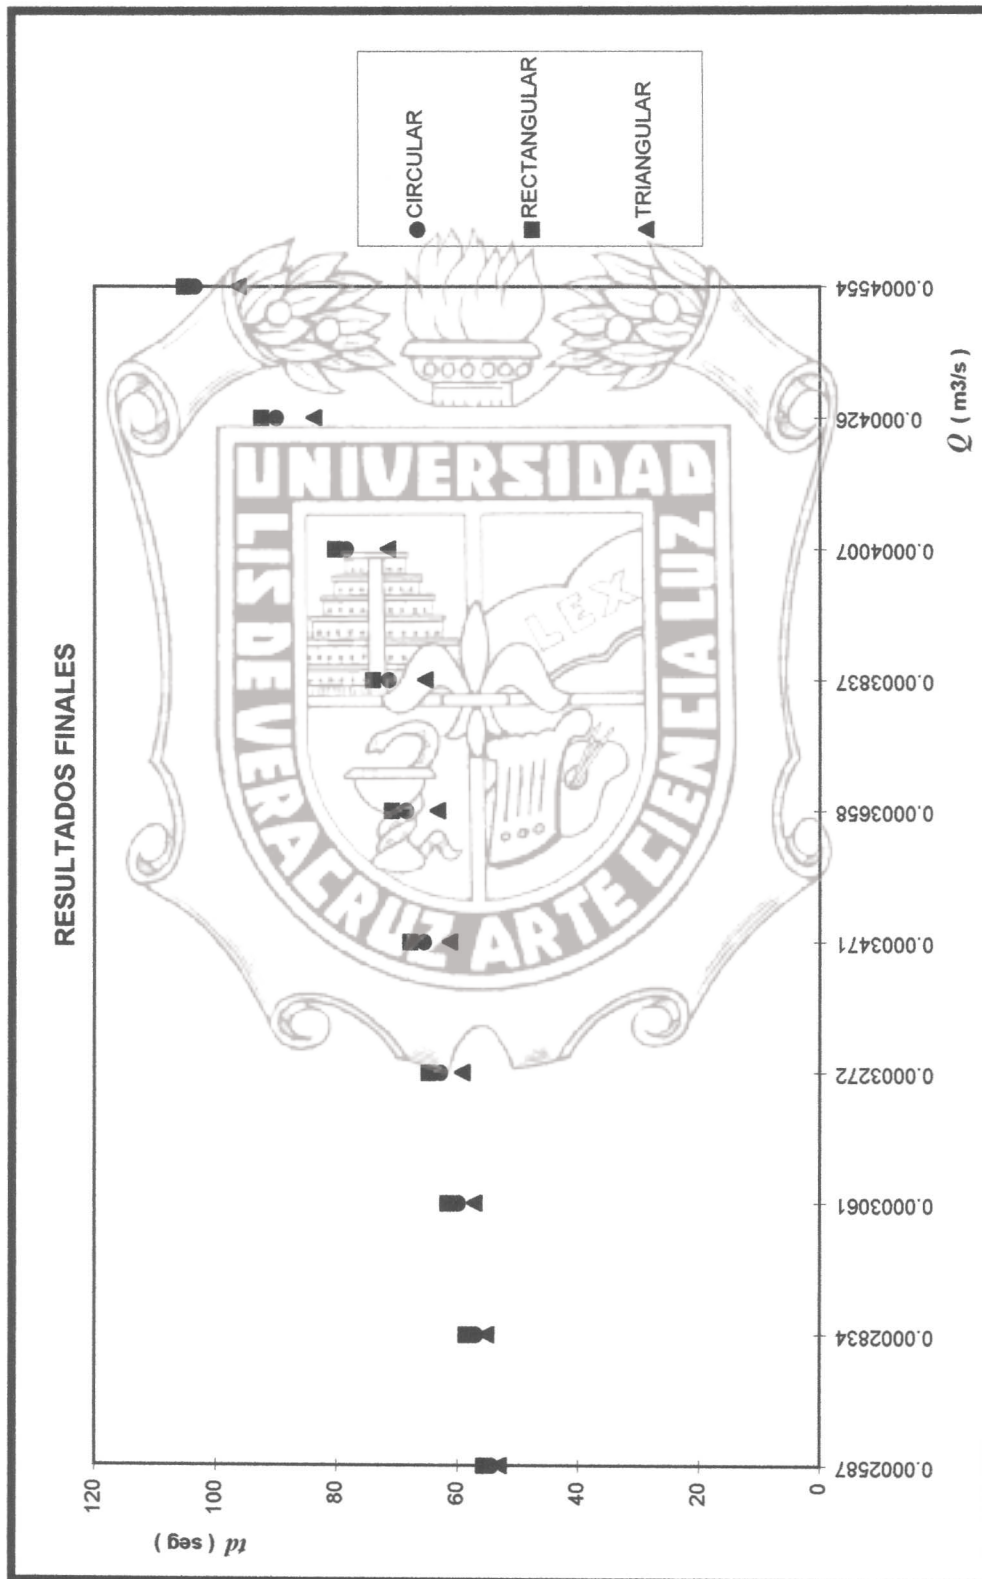 RESULTADOS FINALES
td ( seg )
120
100
80
60
40
20
0
0.0002587
0.0002834
0.0003061
0.0003272
0.0003471
0.0003658
0.0003837
0.0004007
0.000426
0.0004554
Q ( m3/s )
CIRCULAR
RECTANGULAR
TRIANGULAR
LIS DE VERACRUZ ARTE CIENCIA LUZ
UNIVERSIDAD
LEX